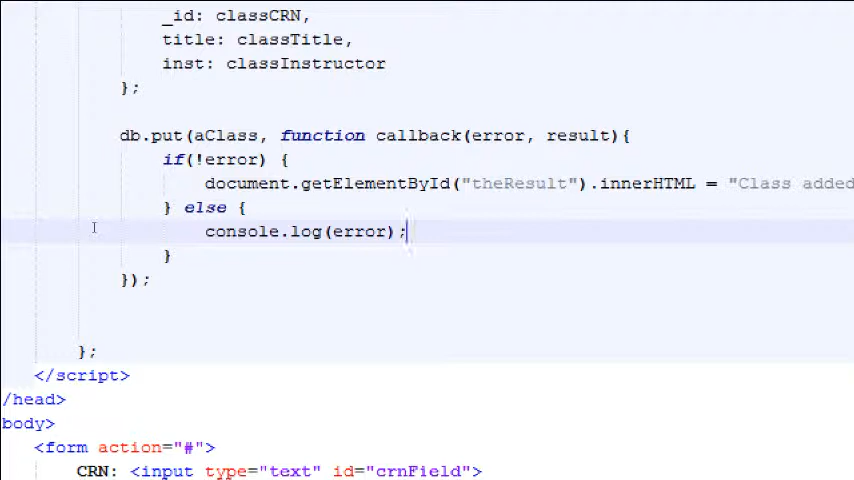 _id: classCRN,
title: classTitle,
inst: classInstructor
};
db.put(aClass, function callback(error, result){
if(!error) {
document.getElementById("theResult").innerHTML = "Class added
} else {
console.log(error);
}
});
};
</script>
/head>
body>
<form action="#">
CRN: <input type="text" id="crnField">